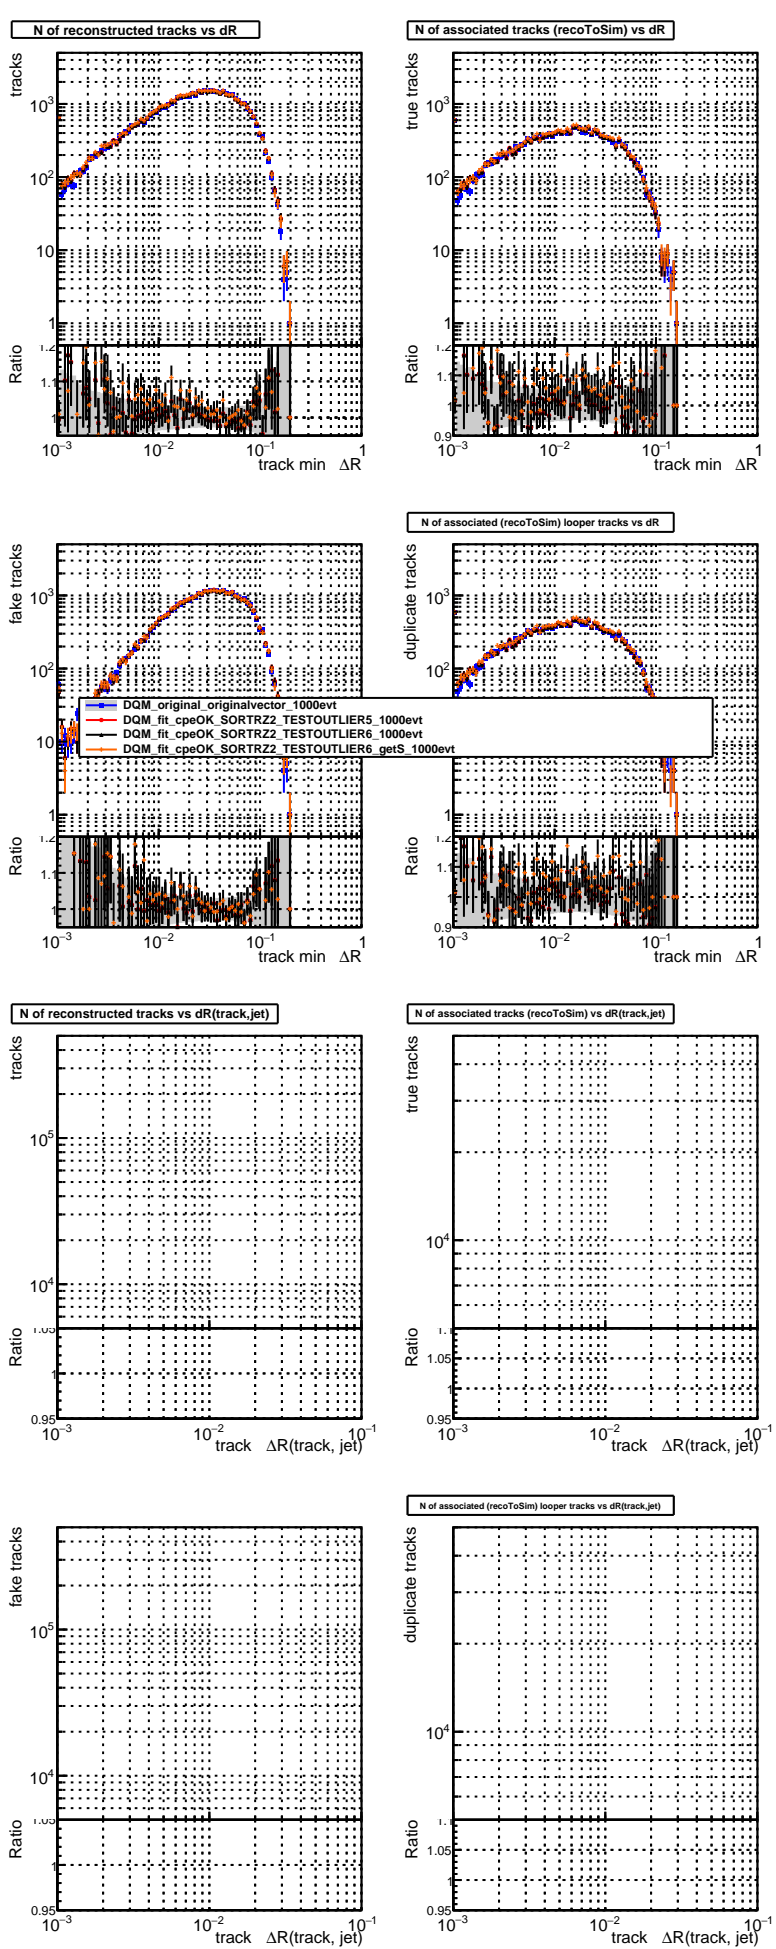 N of reconstructed tracks vs dR
tracks
10³
10²
10
1
Ratio
1.2
1.1
1
10⁻³
10⁻²
10⁻¹
1
track min ΔR
N of associated tracks (recoToSim) vs dR
true tracks
10³
10²
10
1
Ratio
1.2
1.1
1
0.9
10⁻³
10⁻²
10⁻¹
1
track min ΔR
fake tracks
10³
10²
10
1
Ratio
1.2
1.1
1
10⁻³
10⁻²
10⁻¹
1
track min ΔR
N of associated (recoToSim) looper tracks vs dR
duplicate tracks
10³
10²
1
Ratio
1.2
1.1
1
0.9
10⁻³
10⁻²
10⁻¹
1
track min ΔR
DQM_original_originalvector_1000evt
DQM_fit_cpeOK_SORTRZ2_TESTOUTLIER5_1000evt
DQM_fit_cpeOK_SORTRZ2_TESTOUTLIER6_1000evt
DQM_fit_cpeOK_SORTRZ2_TESTOUTLIER6_getS_1000evt
N of reconstructed tracks vs dR(track,jet)
tracks
10⁵
10⁴
Ratio
1.05
1
0.95
10⁻³
10⁻²
10⁻¹
track ΔR(track, jet)
N of associated tracks (recoToSim) vs dR(track,jet)
true tracks
10⁴
Ratio
1.1
1.05
1
0.95
10⁻³
10⁻²
10⁻¹
track ΔR(track, jet)
fake tracks
10⁵
10⁴
Ratio
1.05
1
0.95
10⁻³
10⁻²
10⁻¹
track ΔR(track, jet)
N of associated (recoToSim) looper tracks vs dR(track,jet)
duplicate tracks
10⁴
Ratio
1.1
1.05
1
0.95
10⁻³
10⁻²
10⁻¹
track ΔR(track, jet)